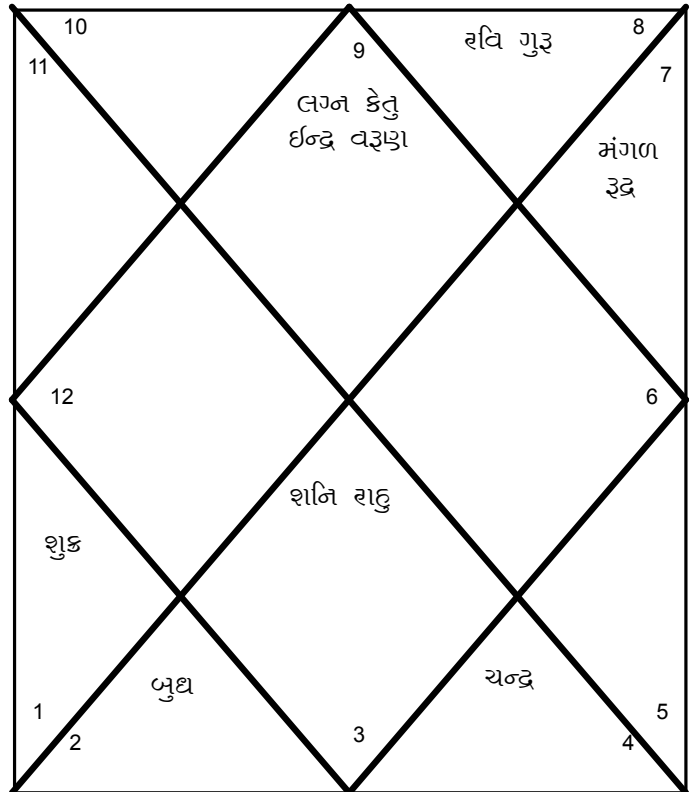 10
9
રવિ ગુરૂ
8
11
7
લગ્ન કેતુ
ઈન્દ્ર વરૂણ
મંગળ
રૂદ્ર
12
6
શનિ રાહુ
શુક્ર
બુધ
ચન્દ્ર
1
2
3
4
5